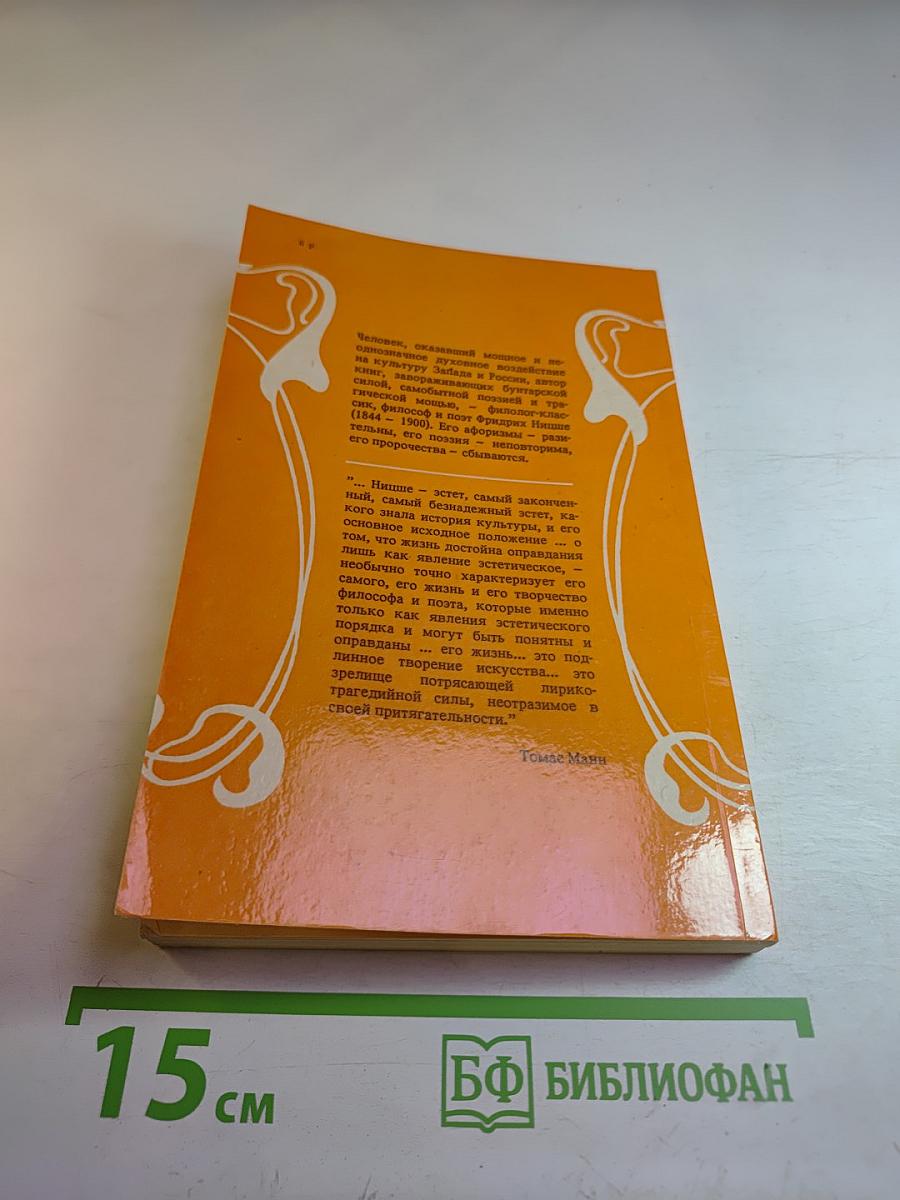 6 р
Человек, оказавший мощное и не-
однозначное духовное воздействие
на культуру Запада и России, автор
книг, завораживающих бунтарской
силой, самобытной поэзией и тра-
гической мощью, – филолог-клас-
сик, философ и поэт Фридрих Ницше
(1844 – 1900). Его афоризмы – рази-
тельны, его поэзия – неповторима,
его пророчества – сбываются.
"... Ницше – эстет, самый закончен-
ный, самый безнадежный эстет, ка-
кого знала история культуры, и его
основное исходное положение ... о
том, что жизнь достойна оправдания
лишь как явление эстетическое, –
необычно точно характеризует его
самого, его жизнь и его творчество
философа и поэта, которые именно
только как явления эстетического
порядка и могут быть понятны и
оправданы ... его жизнь... это под-
линное творение искусства... это
зрелище потрясающей лирико-
трагедийной силы, неотразимое в
своей притягательности."
Томас Манн
15 см
БФ БИБЛИОФАН